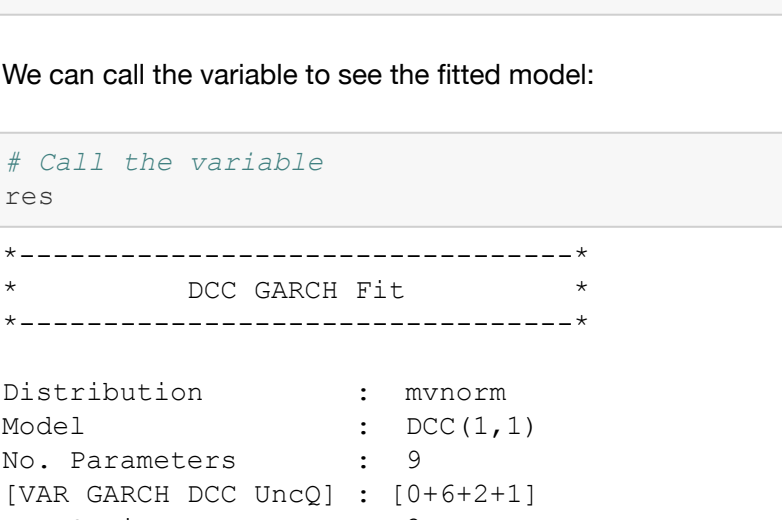 We can call the variable to see the fitted model:
# Call the variable
res
*---------------------------------*
*          DCC GARCH Fit          *
*---------------------------------*
Distribution         :  mvnorm
Model                :  DCC(1,1)
No. Parameters       :  9
[VAR GARCH DCC UncQ] : [0+6+2+1]